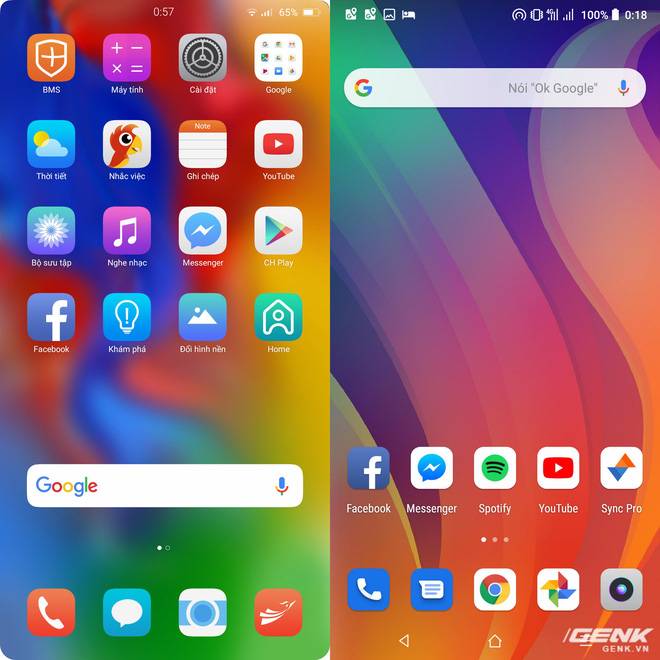 0:57
65%
BMS
Máy tính
Cài đặt
Google
Thời tiết
Nhắc việc
Note
Ghi chép
YouTube
Bộ sưu tập
Nghe nhạc
Messenger
CH Play
Facebook
Khám phá
Đổi hình nền
Home
Google
4G
100%
0:18
Nói "Ok Google"
Facebook
Messenger
Spotify
YouTube
Sync Pro
GENK
GENK.VN